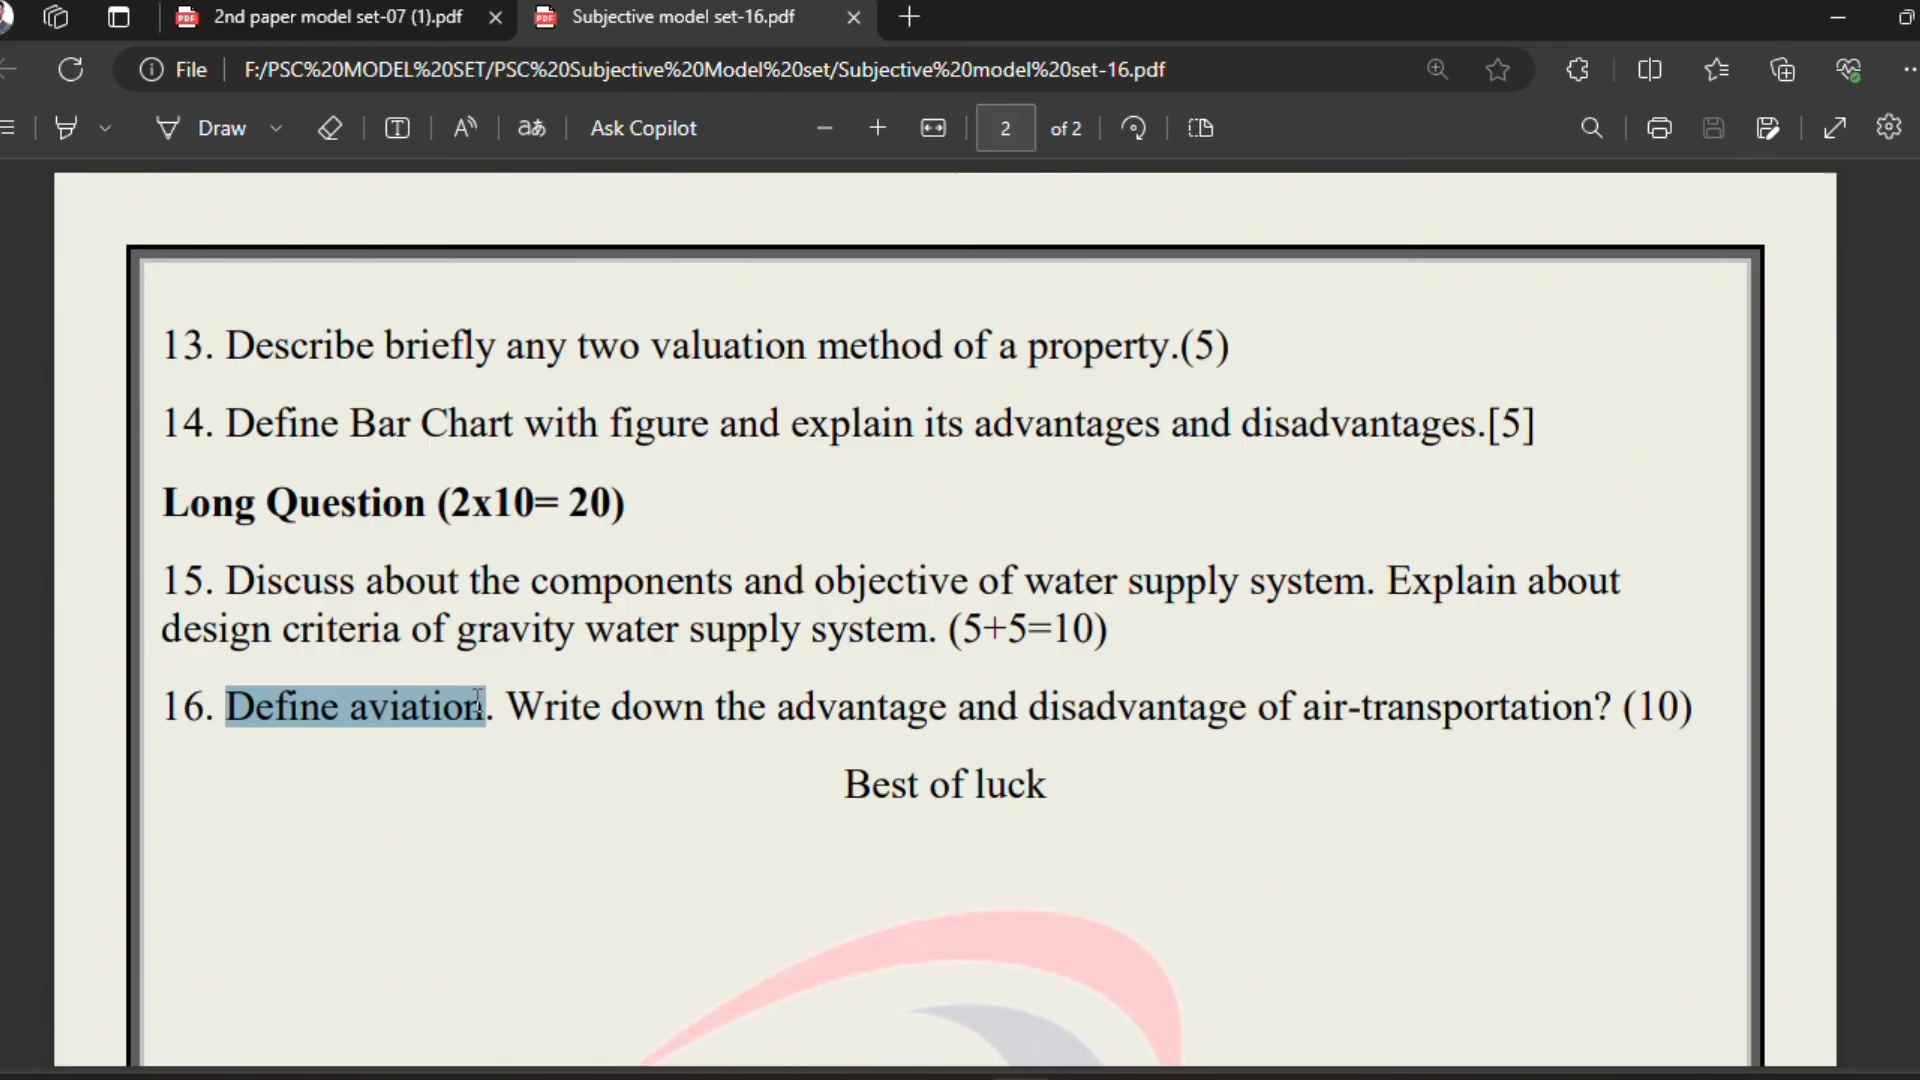 2nd paper model set-07 (1).pdf
Subjective model set-16.pdf
File
F:/PSC%20MODEL%20SET/PSC%20Subjective%20Model%20set/Subjective%20model%20set-16.pdf
Draw
aあ
Ask Copilot
2
of 2
13. Describe briefly any two valuation method of a property.(5)
14. Define Bar Chart with figure and explain its advantages and disadvantages.[5]
Long Question (2x10= 20)
15. Discuss about the components and objective of water supply system. Explain about
design criteria of gravity water supply system. (5+5=10)
16. Define aviation. Write down the advantage and disadvantage of air-transportation? (10)
Best of luck